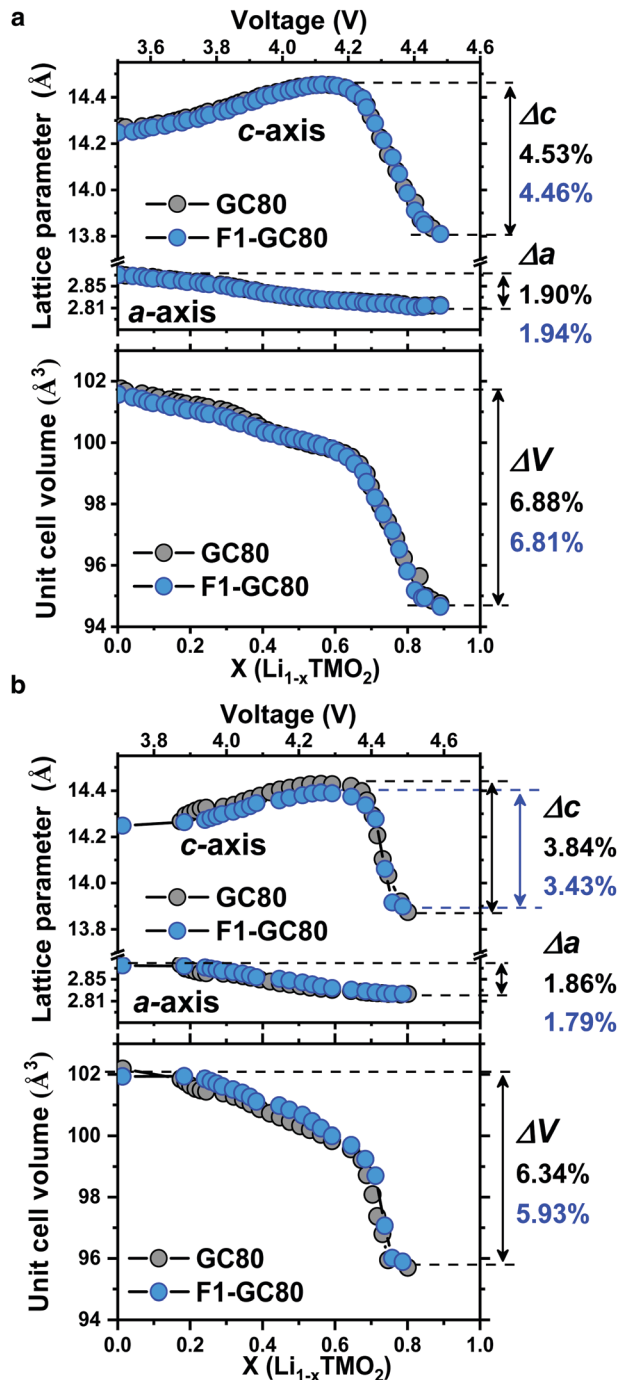 a
Voltage (V)
3.6 3.8 4.0 4.2 4.4 4.6
Lattice parameter (Å)
14.4
14.2
14.0
13.8
2.85
2.81
c-axis
GC80
F1-GC80
a-axis
Δc
4.53%
4.46%
Δa
1.90%
1.94%
Unit cell volume (Å³)
102
100
98
96
94
GC80
F1-GC80
ΔV
6.88%
6.81%
0.0 0.2 0.4 0.6 0.8 1.0
X (Li₁₋ₓTMO₂)
b
Voltage (V)
3.8 4.0 4.2 4.4 4.6
Lattice parameter (Å)
14.4
14.2
14.0
13.8
2.85
2.81
c-axis
GC80
F1-GC80
a-axis
Δc
3.84%
3.43%
Δa
1.86%
1.79%
Unit cell volume (Å³)
102
100
98
96
94
GC80
F1-GC80
ΔV
6.34%
5.93%
0.0 0.2 0.4 0.6 0.8 1.0
X (Li₁₋ₓTMO₂)